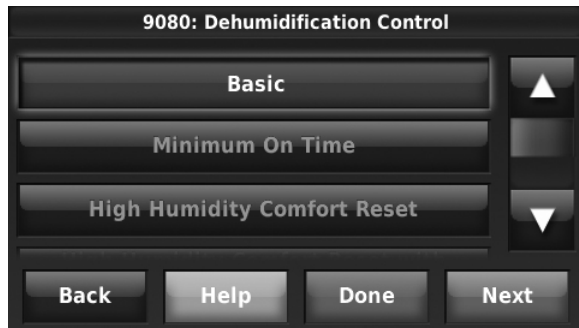 9080: Dehumidification Control
Basic
Minimum On Time
High Humidity Comfort Reset
Back
Help
Done
Next